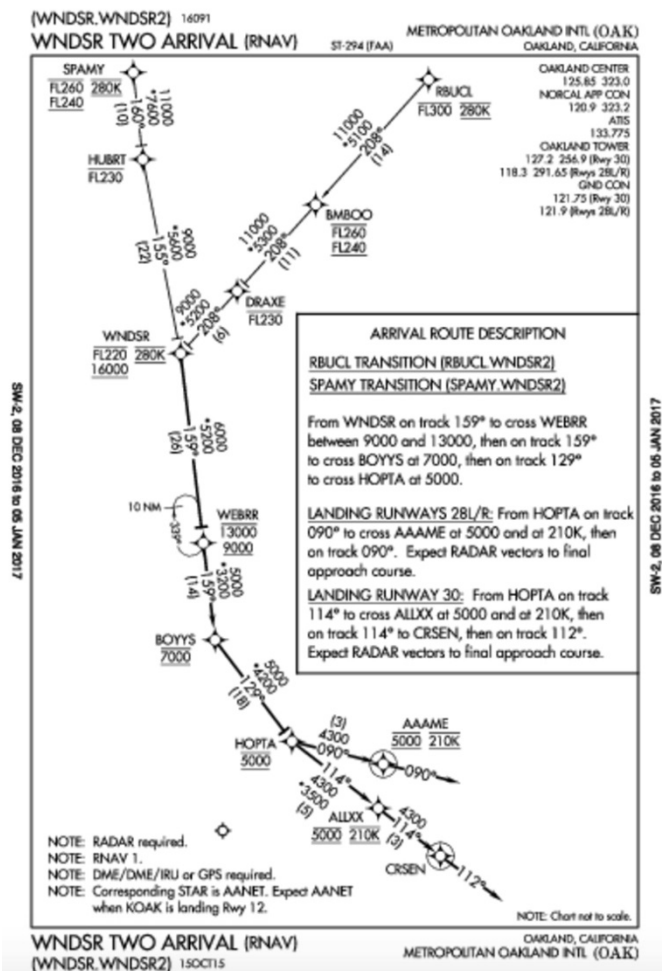 (WNDSR.WNDSR2) 16091
WNDSR TWO ARRIVAL (RNAV)
ST-294 (FAA)
METROPOLITAN OAKLAND INTL (OAK)
OAKLAND, CALIFORNIA
OAKLAND CENTER
125.85 323.0
NORCAL APP CON
120.9 323.2
ATIS
133.775
OAKLAND TOWER
127.2 256.9 (Rwy 30)
118.3 291.65 (Rwys 28L/R)
GND CON
121.75 (Rwy 30)
121.9 (Rwys 28L/R)
SPAMY
FL260 280K
FL240
11000
*7600
160°
(10)
HUBRT
FL230
9000
*5600
155°
(22)
RBUCL
FL300 280K
11000
*5100
208°
(14)
BMBOO
FL260
FL240
11000
*5300
208°
(11)
DRAXE
FL230
9000
*5200
208°
(6)
WNDSR
FL220 280K
16000
6000
*5200
159°
(26)
10 NM
339°
WEBRR
13000
9000
5000
*3200
159°
(14)
BOYYS
7000
5000
*4200
129°
(18)
HOPTA
5000
(3)
4300
090°
AAAME
5000 210K
090°
114°
4300
*3500
(5)
ALLXX
5000 210K
4300
114°
(3)
CRSEN
112°
ARRIVAL ROUTE DESCRIPTION
RBUCL TRANSITION (RBUCL.WNDSR2)
SPAMY TRANSITION (SPAMY.WNDSR2)
From WNDSR on track 159° to cross WEBRR
between 9000 and 13000, then on track 159°
to cross BOYYS at 7000, then on track 129°
to cross HOPTA at 5000.
LANDING RUNWAYS 28L/R: From HOPTA on track
090° to cross AAAME at 5000 and at 210K, then
on track 090°. Expect RADAR vectors to final
approach course.
LANDING RUNWAY 30: From HOPTA on track
114° to cross ALLXX at 5000 and at 210K, then
on track 114° to CRSEN, then on track 112°.
Expect RADAR vectors to final approach course.
NOTE: RADAR required.
NOTE: RNAV 1.
NOTE: DME/DME/IRU or GPS required.
NOTE: Corresponding STAR is AANET. Expect AANET
when KOAK is landing Rwy 12.
NOTE: Chart not to scale.
SW-2, 08 DEC 2016 to 05 JAN 2017
SW-2, 08 DEC 2016 to 05 JAN 2017
WNDSR TWO ARRIVAL (RNAV)
(WNDSR.WNDSR2) 15OCT15
OAKLAND, CALIFORNIA
METROPOLITAN OAKLAND INTL (OAK)